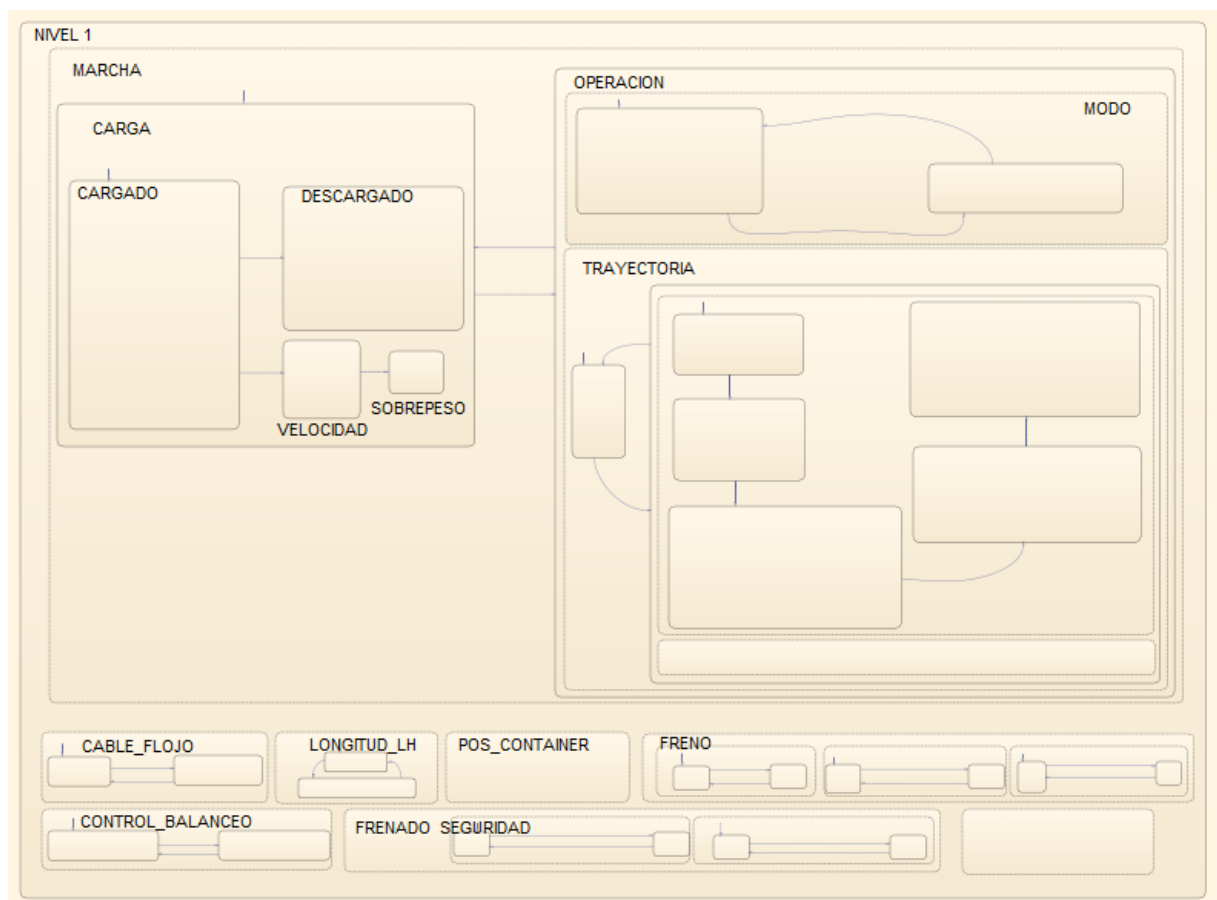 NIVEL 1
MARCHA
OPERACION
MODO
CARGA
CARGADO
DESCARGADO
TRAYECTORIA
SOBREPESO
VELOCIDAD
CABLE_FLOJO
LONGITUD_LH
POS_CONTAINER
FRENO
CONTROL_BALANCEO
FRENADO SEGURIDAD